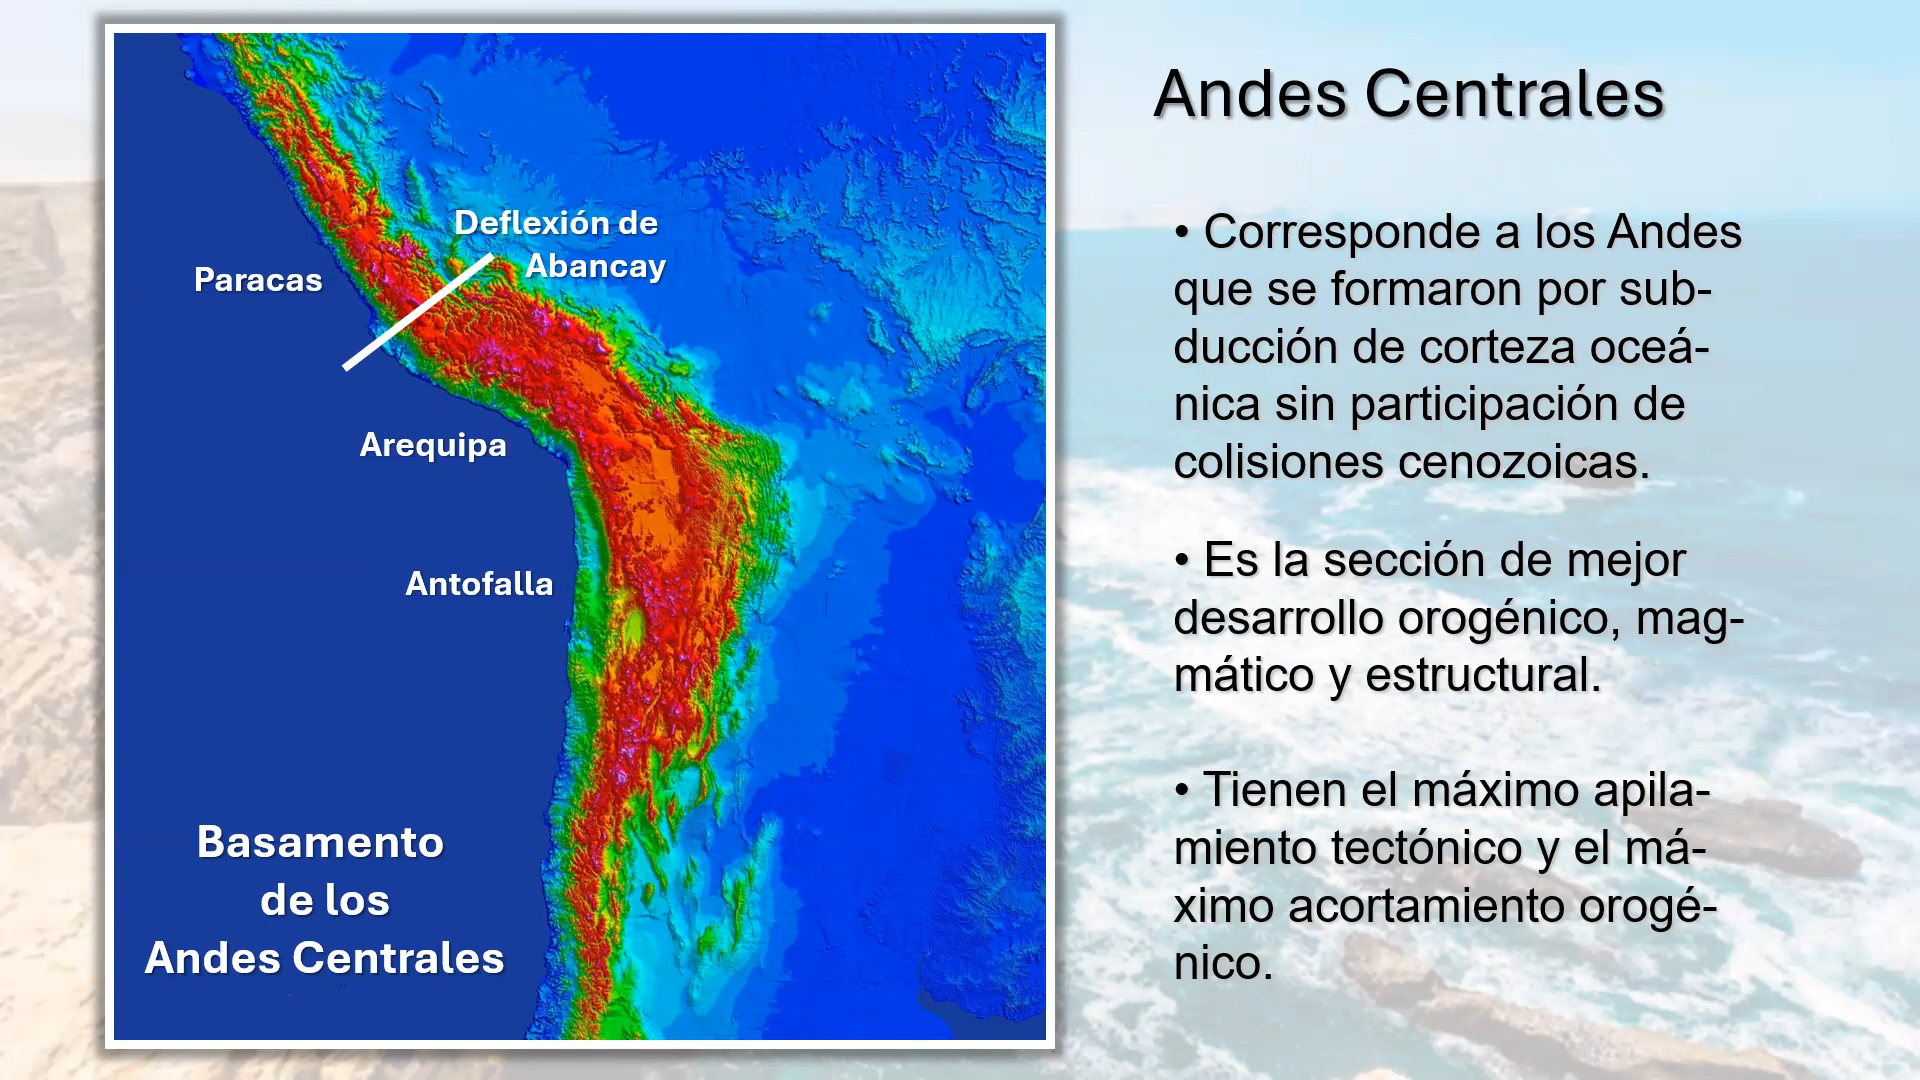 Deflexión de
Abancay
Paracas
Arequipa
Antofalla
Basamento
de los
Andes Centrales
Andes Centrales
• Corresponde a los Andes
que se formaron por sub-
ducción de corteza oceá-
nica sin participación de
colisiones cenozoicas.
• Es la sección de mejor
desarrollo orogénico, mag-
mático y estructural.
• Tienen el máximo apila-
miento tectónico y el má-
ximo acortamiento orogé-
nico.